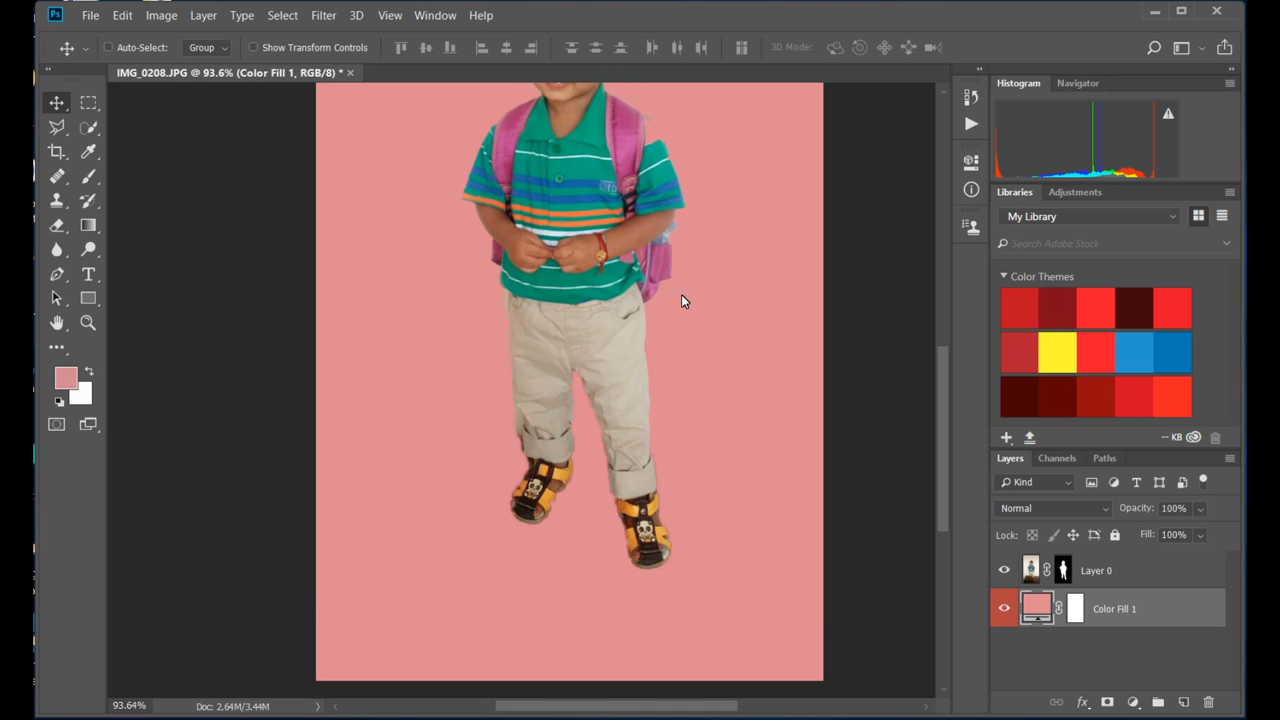 Ps File Edit Image Layer Type Select Filter 3D View Window Help
Auto-Select: Group Show Transform Controls 3D Mode:
IMG_0208.JPG @ 93.6% (Color Fill 1, RGB/8) *
Histogram Navigator
Libraries Adjustments
My Library
Search Adobe Stock
Color Themes
-- KB
Layers Channels Paths
Kind
Normal Opacity: 100%
Lock: Fill: 100%
Layer 0
Color Fill 1
93.64% Doc: 2.64M/3.44M
fx